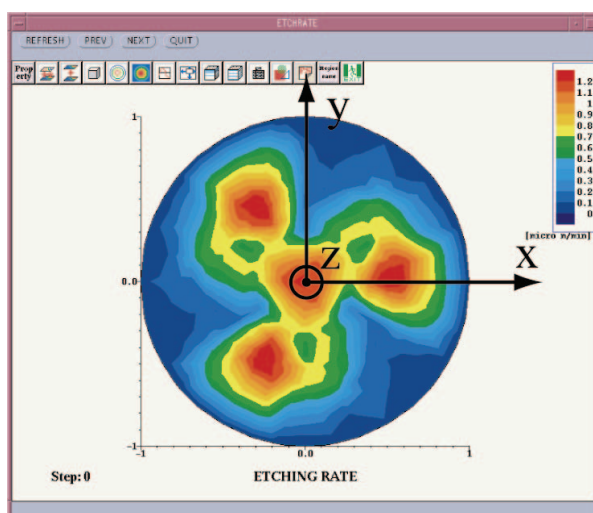 ETCHRATE
REFRESH PREV NEXT QUIT
Prop erty
Region name
y
1.2
1.1
1
0.9
0.8
0.7
0.6
0.5
0.4
0.3
0.2
0.1
0
[micro m/min]
1
Z
X
0.0
-1
-1 0.0 1
Step: 0 ETCHING RATE